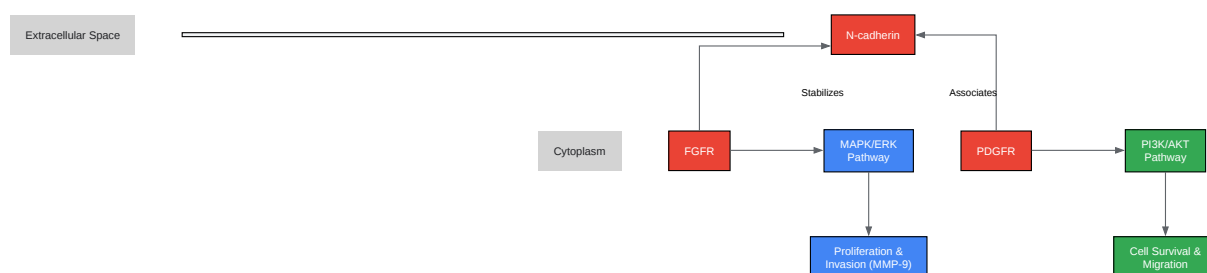 Extracellular Space
N-cadherin
Stabilizes
Associates
Cytoplasm
FGFR
MAPK/ERK
Pathway
PDGFR
PI3K/AKT
Pathway
Proliferation &
Invasion (MMP-9)
Cell Survival &
Migration